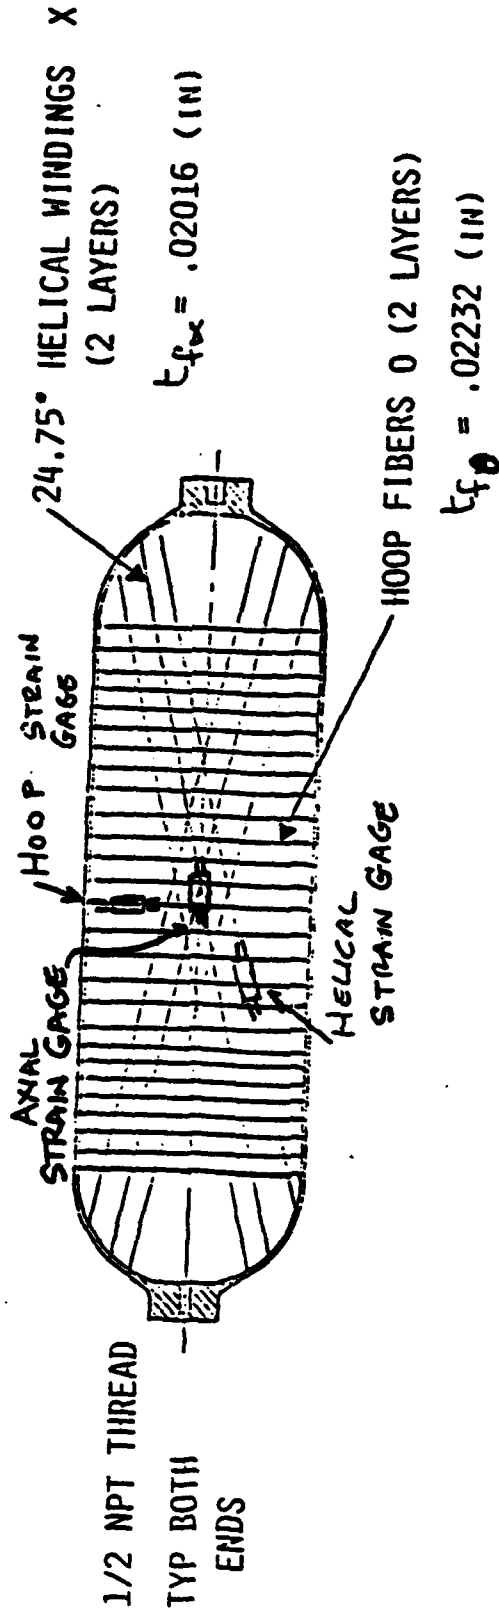 24.75° HELICAL WINDINGS X
(2 LAYERS)
t_fα = .02016 (IN)
HOOP STRAIN
GAGE
AXIAL
STRAIN GAGE
HELICAL
STRAIN GAGE
HOOP FIBERS O (2 LAYERS)
t_fθ = .02232 (IN)
1/2 NPT THREAD
TYP BOTH
ENDS